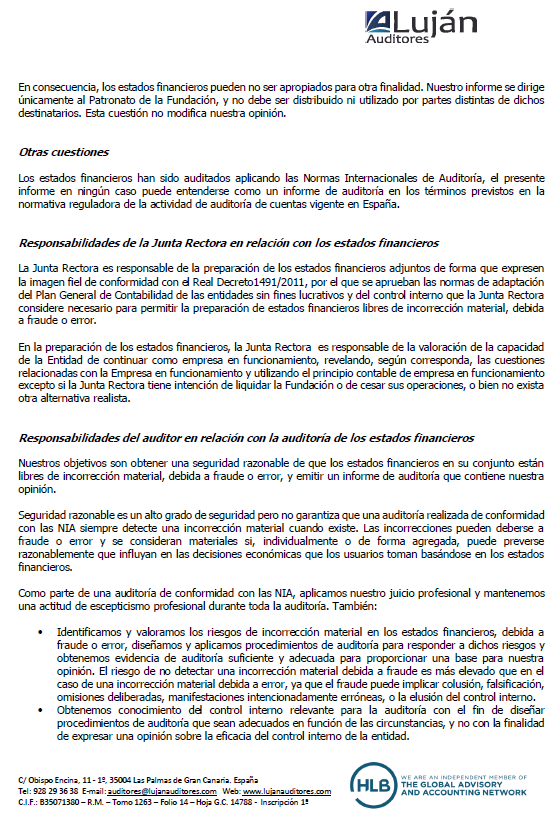 Luján
Auditores
En consecuencia, los estados financieros pueden no ser apropiados para otra finalidad. Nuestro informe se dirige
únicamente al Patronato de la Fundación, y no debe ser distribuido ni utilizado por partes distintas de dichos
destinatarios. Esta cuestión no modifica nuestra opinión.
Otras cuestiones
Los estados financieros han sido auditados aplicando las Normas Internacionales de Auditoría, el presente
informe en ningún caso puede entenderse como un informe de auditoría en los términos previstos en la
normativa reguladora de la actividad de auditoría de cuentas vigente en España.
Responsabilidades de la Junta Rectora en relación con los estados financieros
La Junta Rectora es responsable de la preparación de los estados financieros adjuntos de forma que expresen
la imagen fiel de conformidad con el Real Decreto1491/2011, por el que se aprueban las normas de adaptación
del Plan General de Contabilidad de las entidades sin fines lucrativos y del control interno que la Junta Rectora
considere necesario para permitir la preparación de estados financieros libres de incorrección material, debida
a fraude o error.
En la preparación de los estados financieros, la Junta Rectora es responsable de la valoración de la capacidad
de la Entidad de continuar como empresa en funcionamiento, revelando, según corresponda, las cuestiones
relacionadas con la Empresa en funcionamiento y utilizando el principio contable de empresa en funcionamiento
excepto si la Junta Rectora tiene intención de liquidar la Fundación o de cesar sus operaciones, o bien no exista
otra alternativa realista.
Responsabilidades del auditor en relación con la auditoría de los estados financieros
Nuestros objetivos son obtener una seguridad razonable de que los estados financieros en su conjunto están
libres de incorrección material, debida a fraude o error, y emitir un informe de auditoría que contiene nuestra
opinión.
Seguridad razonable es un alto grado de seguridad pero no garantiza que una auditoría realizada de conformidad
con las NIA siempre detecte una incorrección material cuando existe. Las incorrecciones pueden deberse a
fraude o error y se consideran materiales si, individualmente o de forma agregada, puede preverse
razonablemente que influyan en las decisiones económicas que los usuarios toman basándose en los estados
financieros.
Como parte de una auditoría de conformidad con las NIA, aplicamos nuestro juicio profesional y mantenemos
una actitud de escepticismo profesional durante toda la auditoría. También:
• Identificamos y valoramos los riesgos de incorrección material en los estados financieros, debida a
fraude o error, diseñamos y aplicamos procedimientos de auditoría para responder a dichos riesgos y
obtenemos evidencia de auditoría suficiente y adecuada para proporcionar una base para nuestra
opinión. El riesgo de no detectar una incorrección material debida a fraude es más elevado que en el
caso de una incorrección material debida a error, ya que el fraude puede implicar colusión, falsificación,
omisiones deliberadas, manifestaciones intencionadamente erróneas, o la elusión del control interno.
• Obtenemos conocimiento del control interno relevante para la auditoría con el fin de diseñar
procedimientos de auditoría que sean adecuados en función de las circunstancias, y no con la finalidad
de expresar una opinión sobre la eficacia del control interno de la entidad.
C/ Obispo Encina, 11 - 1º, 35004 Las Palmas de Gran Canaria. España
Tel: 928 29 36 38 E-mail: auditores@lujanauditores.com Web: www.lujanauditores.com
C.I.F.: B35071380 – R.M. – Tomo 1263 – Folio 14 – Hoja G.C. 14788 - Inscripción 1ª
HLB
WE ARE AN INDEPENDENT MEMBER OF
THE GLOBAL ADVISORY
AND ACCOUNTING NETWORK